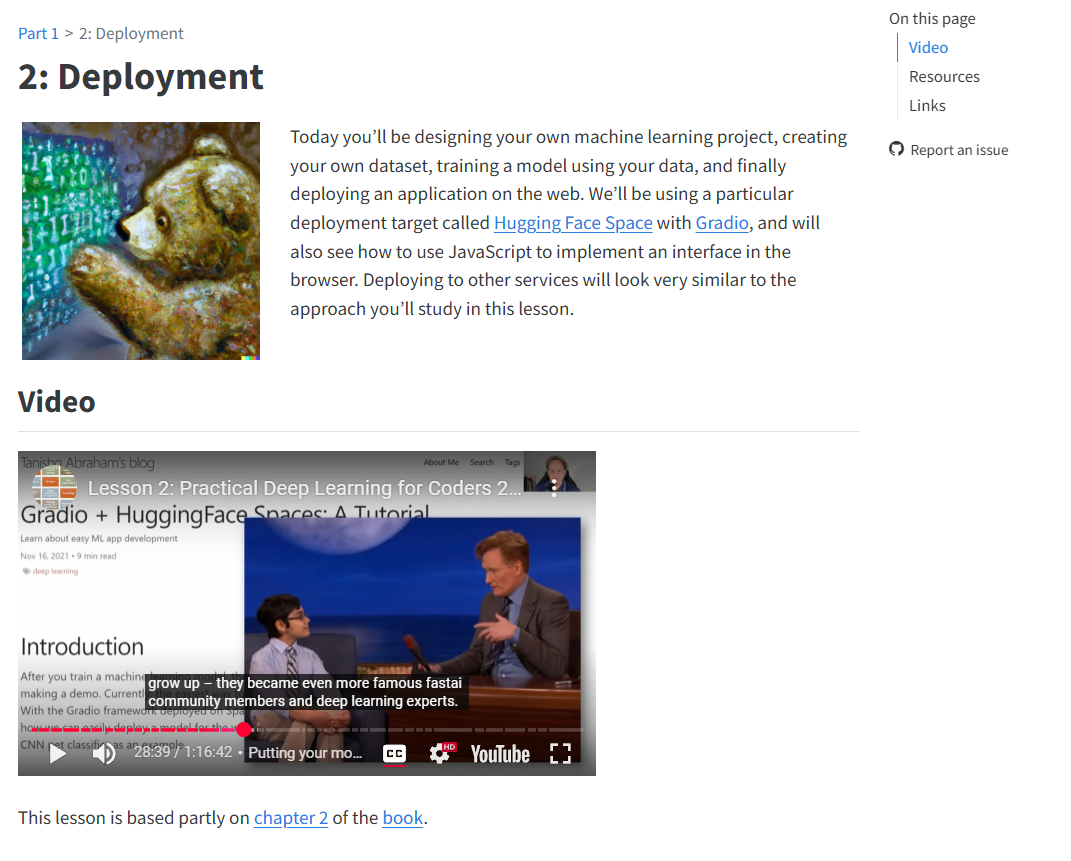 Part 1 > 2: Deployment
2: Deployment
Today you’ll be designing your own machine learning project, creating
your own dataset, training a model using your data, and finally
deploying an application on the web. We’ll be using a particular
deployment target called Hugging Face Space with Gradio, and will
also see how to use JavaScript to implement an interface in the
browser. Deploying to other services will look very similar to the
approach you’ll study in this lesson.
On this page
Video
Resources
Links
Report an issue
Video
Tanishq Abraham's blog
About Me Search Tags
Lesson 2: Practical Deep Learning for Coders 2...
Gradio + HuggingFace Spaces: A Tutorial
Learn about easy ML app development
Nov 16, 2021 • 9 min read
deep learning
Introduction
After you train a machine learning model, the
making a demo. Currently, the easiest way
With the Gradio framework deployed on Spa
how we can easily deploy a model for the w
CNN pet classifier as an example.
grow up – they became even more famous fastai
community members and deep learning experts.
28:39 / 1:16:42 • Putting your mo...
CC
HD
YouTube
This lesson is based partly on chapter 2 of the book.